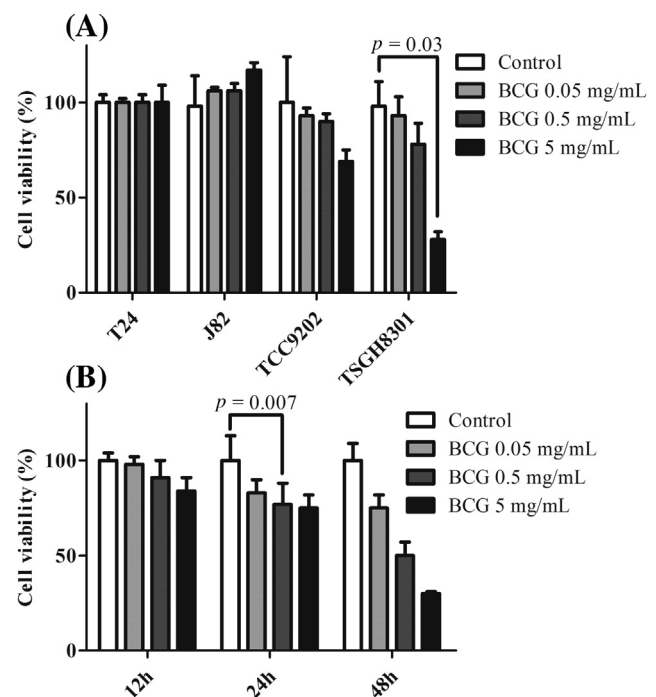 (A)
p = 0.03
Control
BCG 0.05 mg/mL
BCG 0.5 mg/mL
BCG 5 mg/mL
Cell viability (%)
100
50
0
T24
J82
TCC9202
TSGH8301
(B)
p = 0.007
Control
BCG 0.05 mg/mL
BCG 0.5 mg/mL
BCG 5 mg/mL
Cell viability (%)
100
50
0
12h
24h
48h